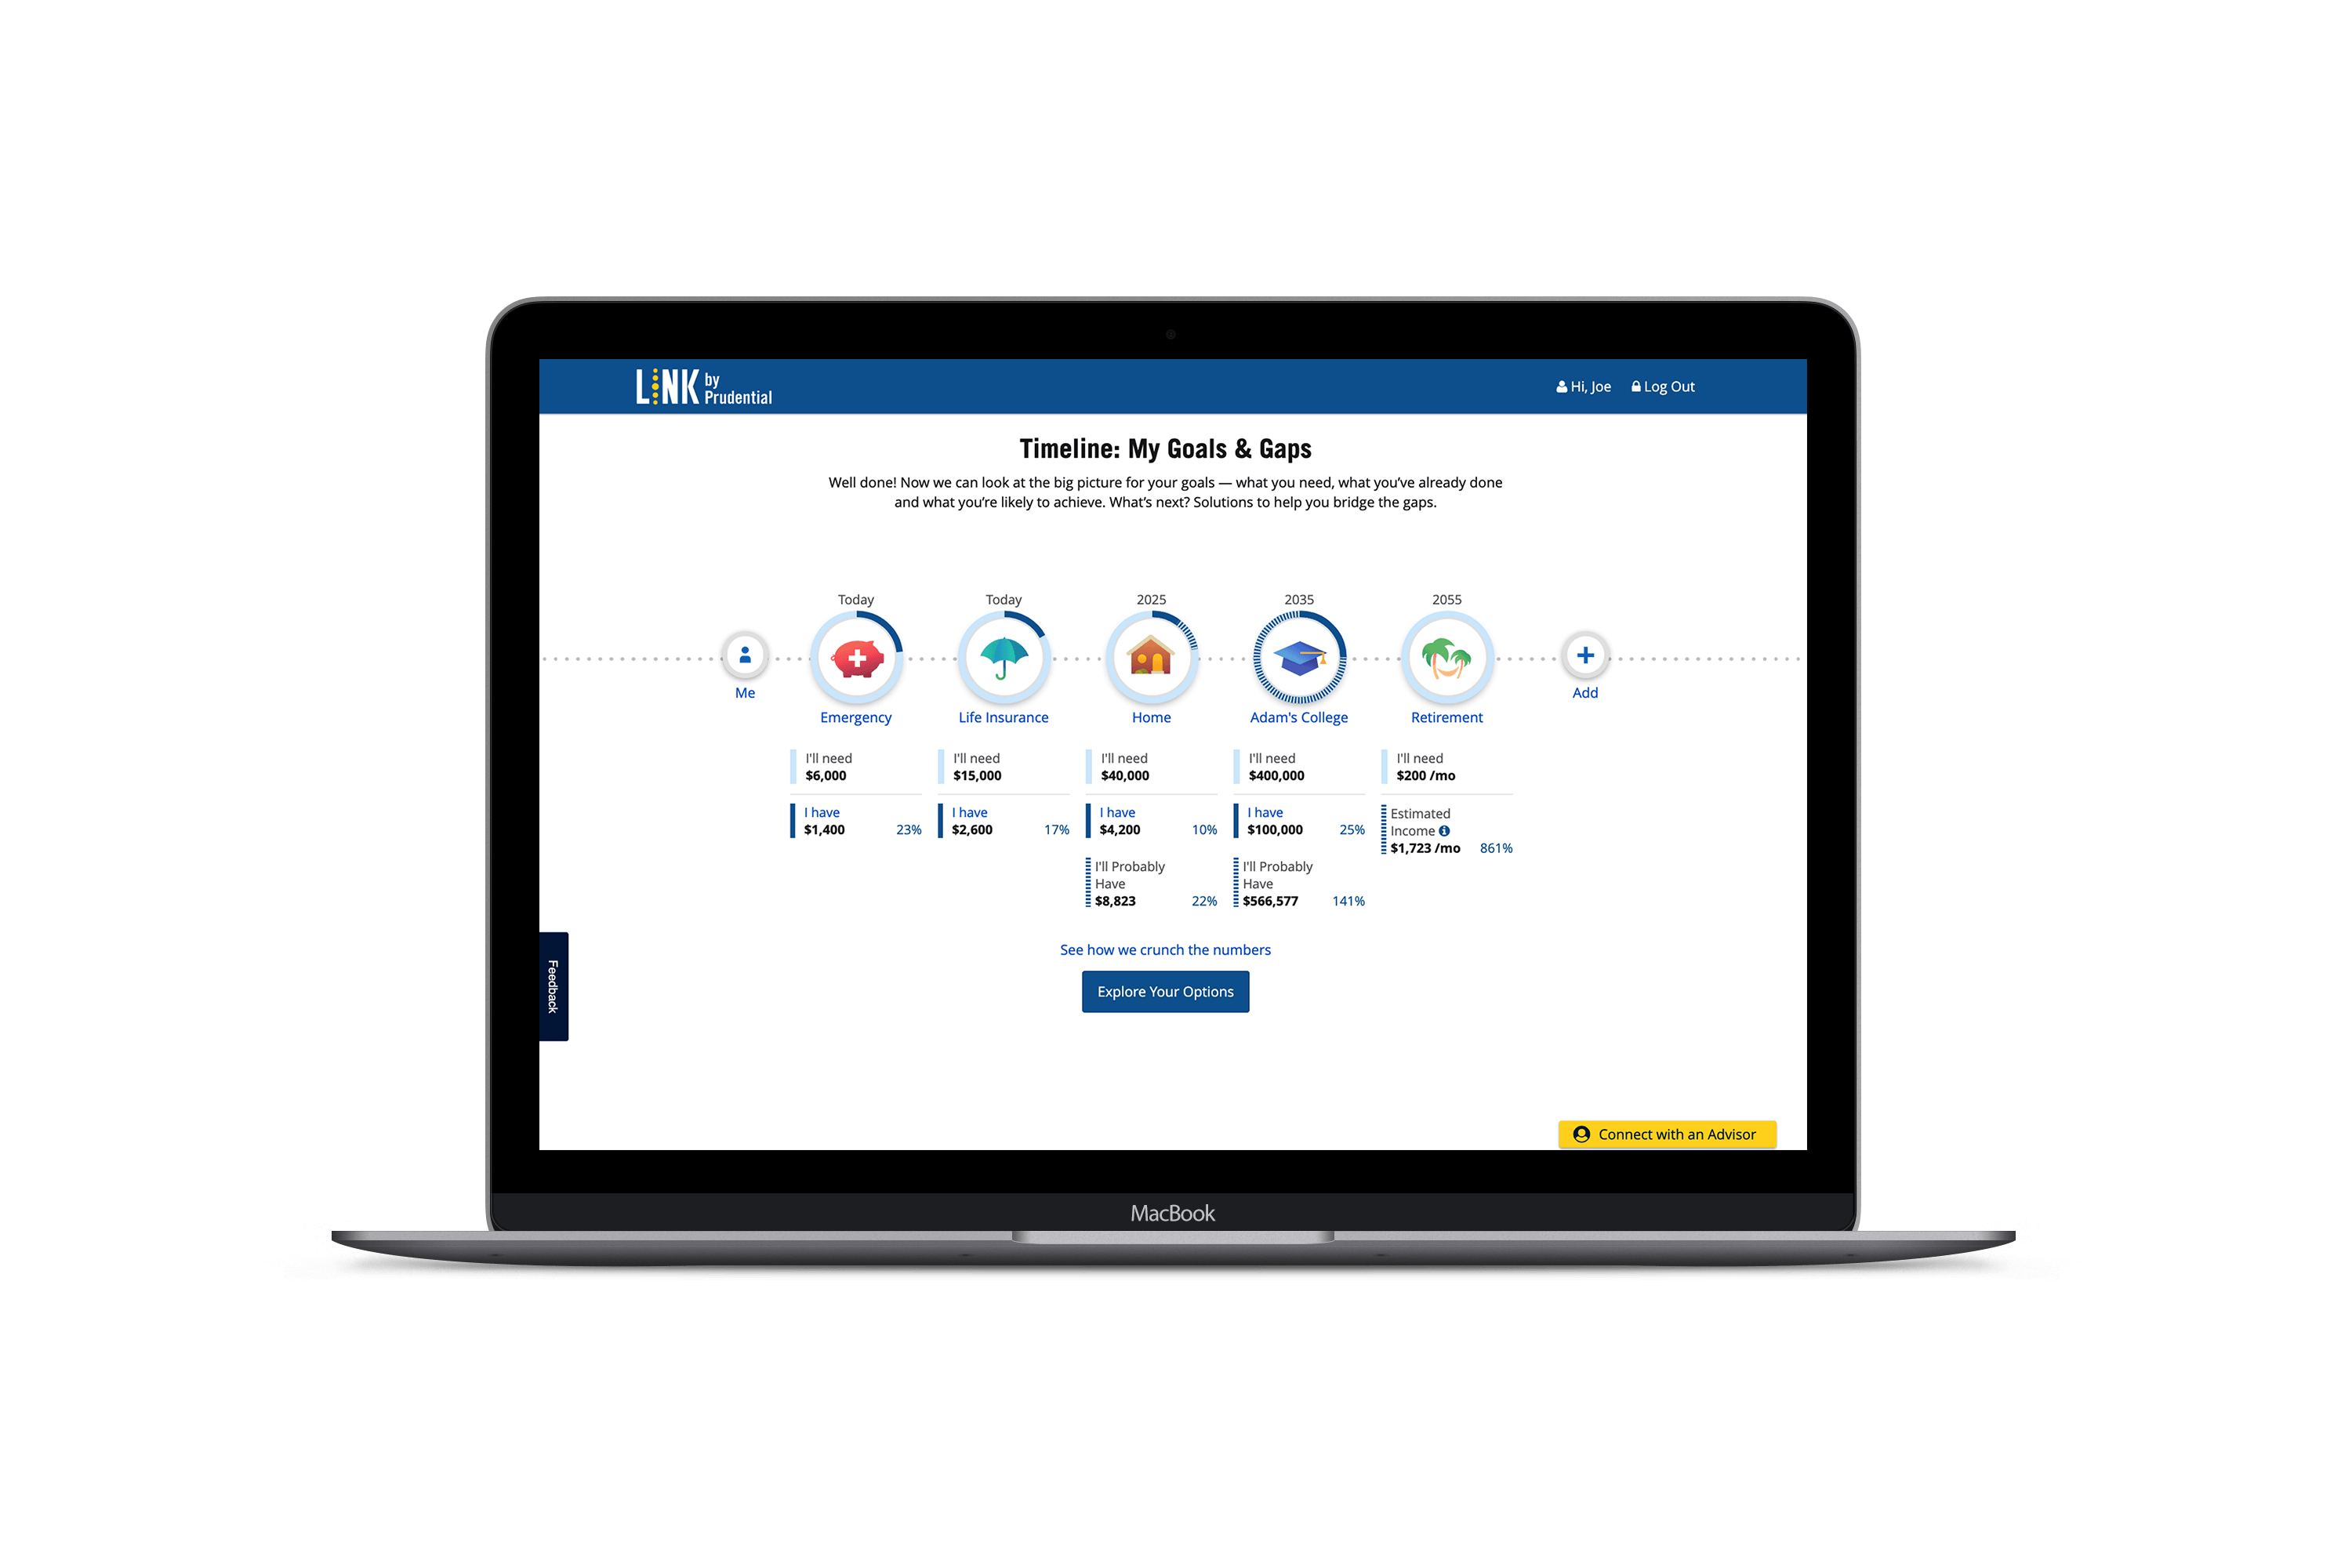 LINK by Prudential
Hi, Joe
Log Out
Timeline: My Goals & Gaps
Well done! Now we can look at the big picture for your goals — what you need, what you've already done
and what you're likely to achieve. What's next? Solutions to help you bridge the gaps.
Me
Today
Emergency
I'll need
$6,000
I have
$1,400 23%
Today
Life Insurance
I'll need
$15,000
I have
$2,600 17%
2025
Home
I'll need
$40,000
I have
$4,200 10%
I'll Probably
Have
$8,823 22%
2035
Adam's College
I'll need
$400,000
I have
$100,000 25%
I'll Probably
Have
$566,577 141%
2055
Retirement
I'll need
$200 /mo
Estimated
Income
$1,723 /mo 861%
Add
See how we crunch the numbers
Explore Your Options
Feedback
Connect with an Advisor
MacBook